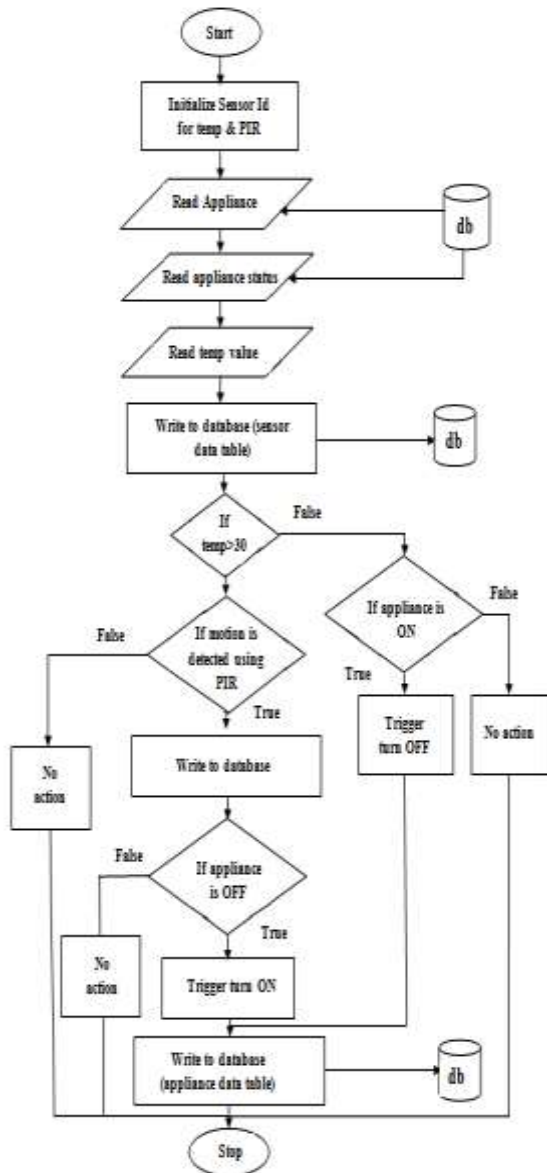 Start
Initialize Sensor Id
for temp & PIR
Read Appliance
db
Read appliance status
Read temp value
Write to database (sensor
data table)
db
If
temp>30
False
If appliance is
ON
False
True
If motion is
detected using
PIR
False
True
Trigger
turn OFF
No action
No
action
Write to database
If appliance
is OFF
False
True
No
action
Trigger turn ON
Write to database
(appliance data table)
db
Stop